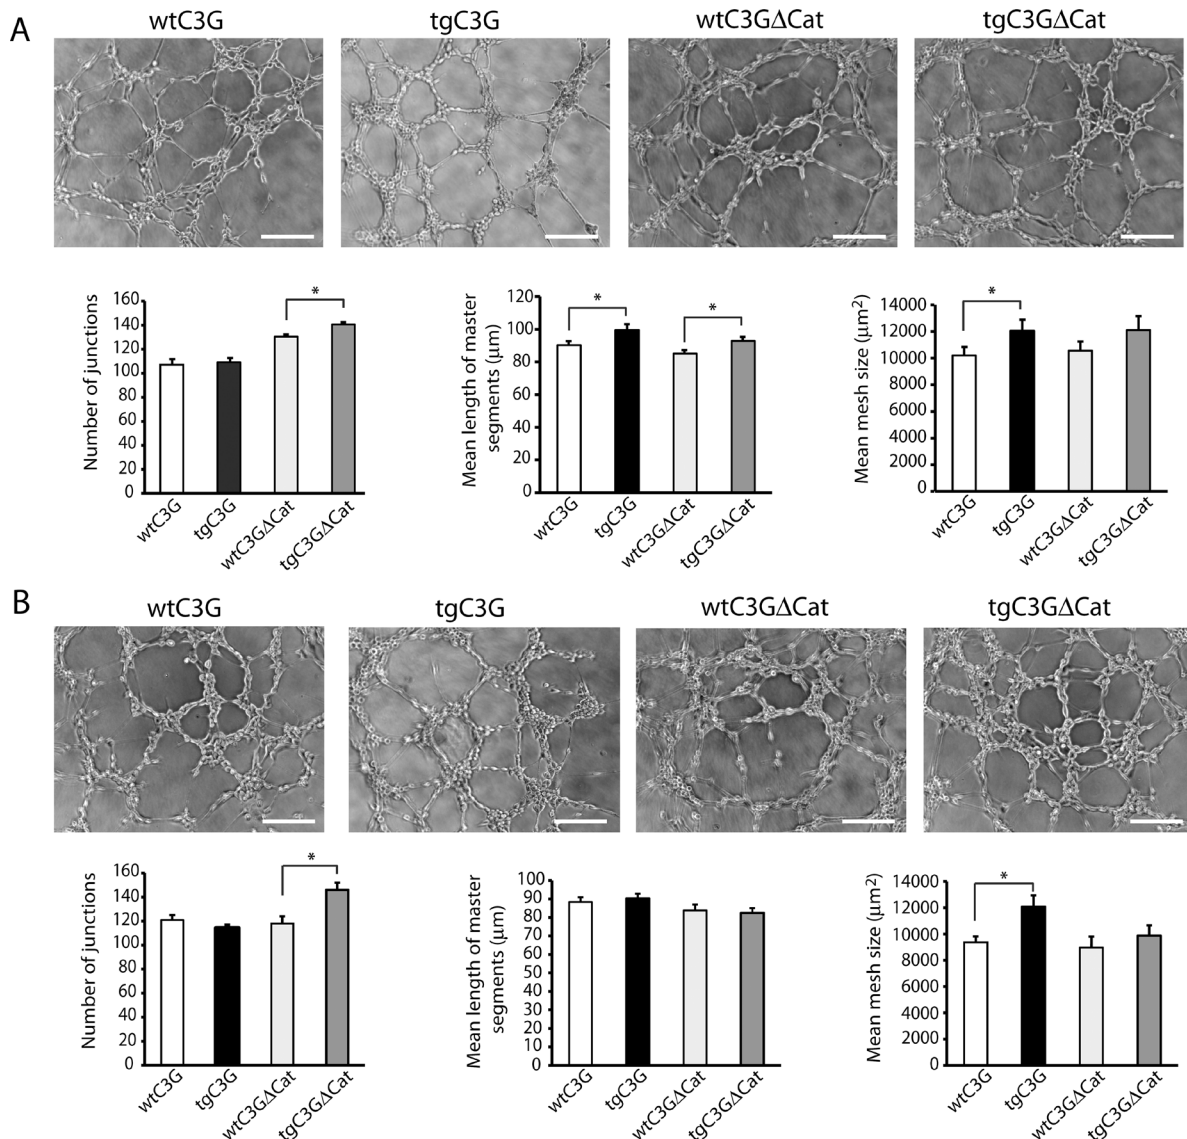 A
wtC3G
tgC3G
wtC3GΔCat
tgC3GΔCat
Number of junctions
160
140
120
100
80
60
40
20
0
*
wtC3G
tgC3G
wtC3GΔCat
tgC3GΔCat
Mean length of master
segments (μm)
120
100
80
60
40
20
0
*
*
wtC3G
tgC3G
wtC3GΔCat
tgC3GΔCat
Mean mesh size (μm²)
14000
12000
10000
8000
6000
4000
2000
0
*
wtC3G
tgC3G
wtC3GΔCat
tgC3GΔCat
B
wtC3G
tgC3G
wtC3GΔCat
tgC3GΔCat
Number of junctions
160
140
120
100
80
60
40
20
0
*
wtC3G
tgC3G
wtC3GΔCat
tgC3GΔCat
Mean length of master
segments (μm)
100
90
80
70
60
50
40
30
20
10
0
wtC3G
tgC3G
wtC3GΔCat
tgC3GΔCat
Mean mesh size (μm²)
14000
12000
10000
8000
6000
4000
2000
0
*
wtC3G
tgC3G
wtC3GΔCat
tgC3GΔCat